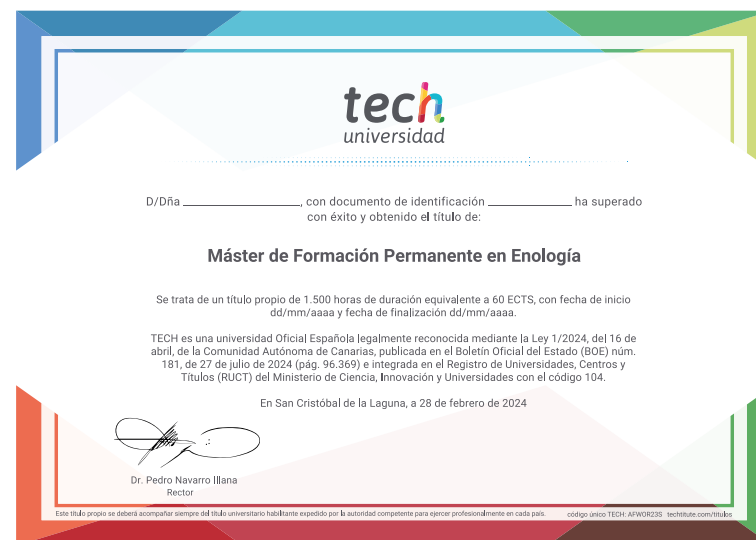 tech
universidad
D/Dña ___________________, con documento de identificación ______________ ha superado
con éxito y obtenido el título de:
Máster de Formación Permanente en Enología
Se trata de un título propio de 1.500 horas de duración equivalente a 60 ECTS, con fecha de inicio
dd/mm/aaaa y fecha de finalización dd/mm/aaaa.
TECH es una universidad Oficial Española legalmente reconocida mediante la Ley 1/2024, del 16 de
abril, de la Comunidad Autónoma de Canarias, publicada en el Boletín Oficial del Estado (BOE) núm.
181, de 27 de julio de 2024 (pág. 96.369) e integrada en el Registro de Universidades, Centros y
Títulos (RUCT) del Ministerio de Ciencia, Innovación y Universidades con el código 104.
En San Cristóbal de la Laguna, a 28 de febrero de 2024
Dr. Pedro Navarro Illana
Rector
Este título propio se deberá acompañar siempre del título universitario habilitante expedido por la autoridad competente para ejercer profesionalmente en cada país. código único TECH: AFWOR23S techtitute.com/titulos